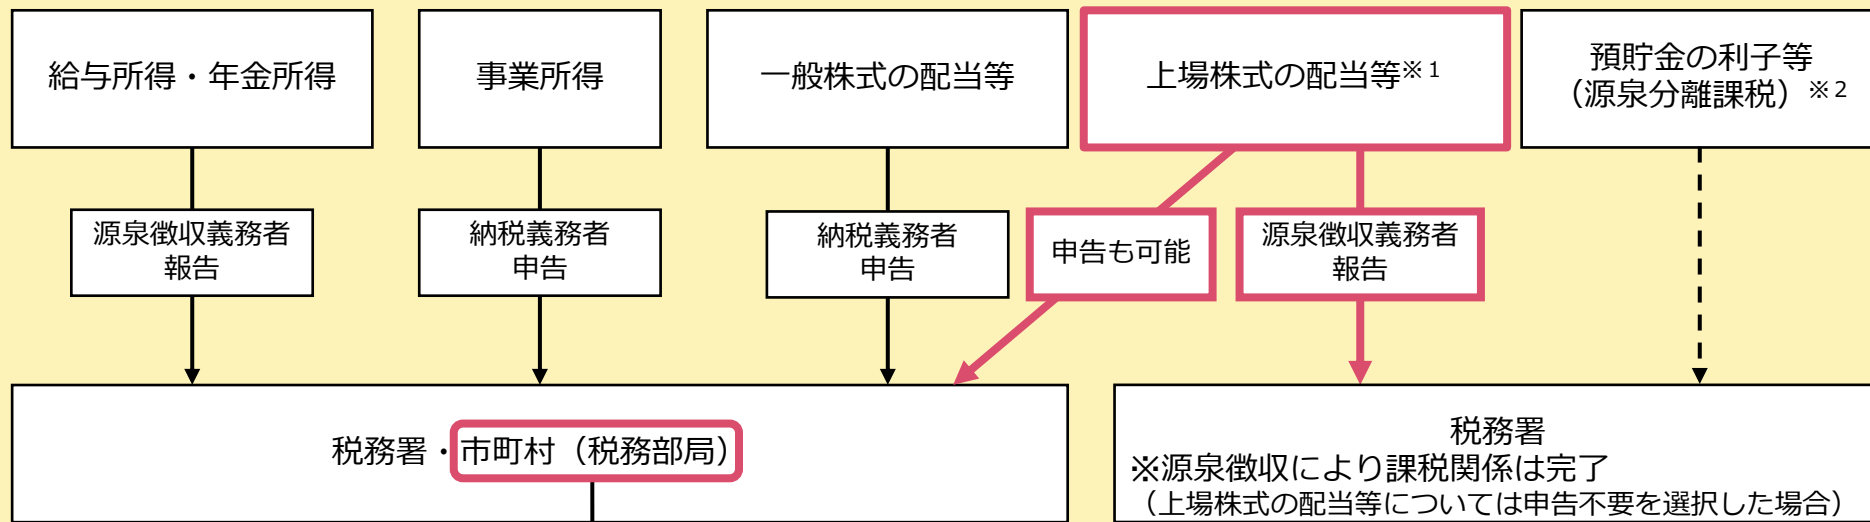 給与所得・年金所得
事業所得
一般株式の配当等
上場株式の配当等※1
預貯金の利子等
（源泉分離課税）※2
源泉徴収義務者
報告
納税義務者
申告
納税義務者
申告
申告も可能
源泉徴収義務者
報告
税務署・市町村（税務部局）
税務署
※源泉徴収により課税関係は完了
（上場株式の配当等については申告不要を選択した場合）